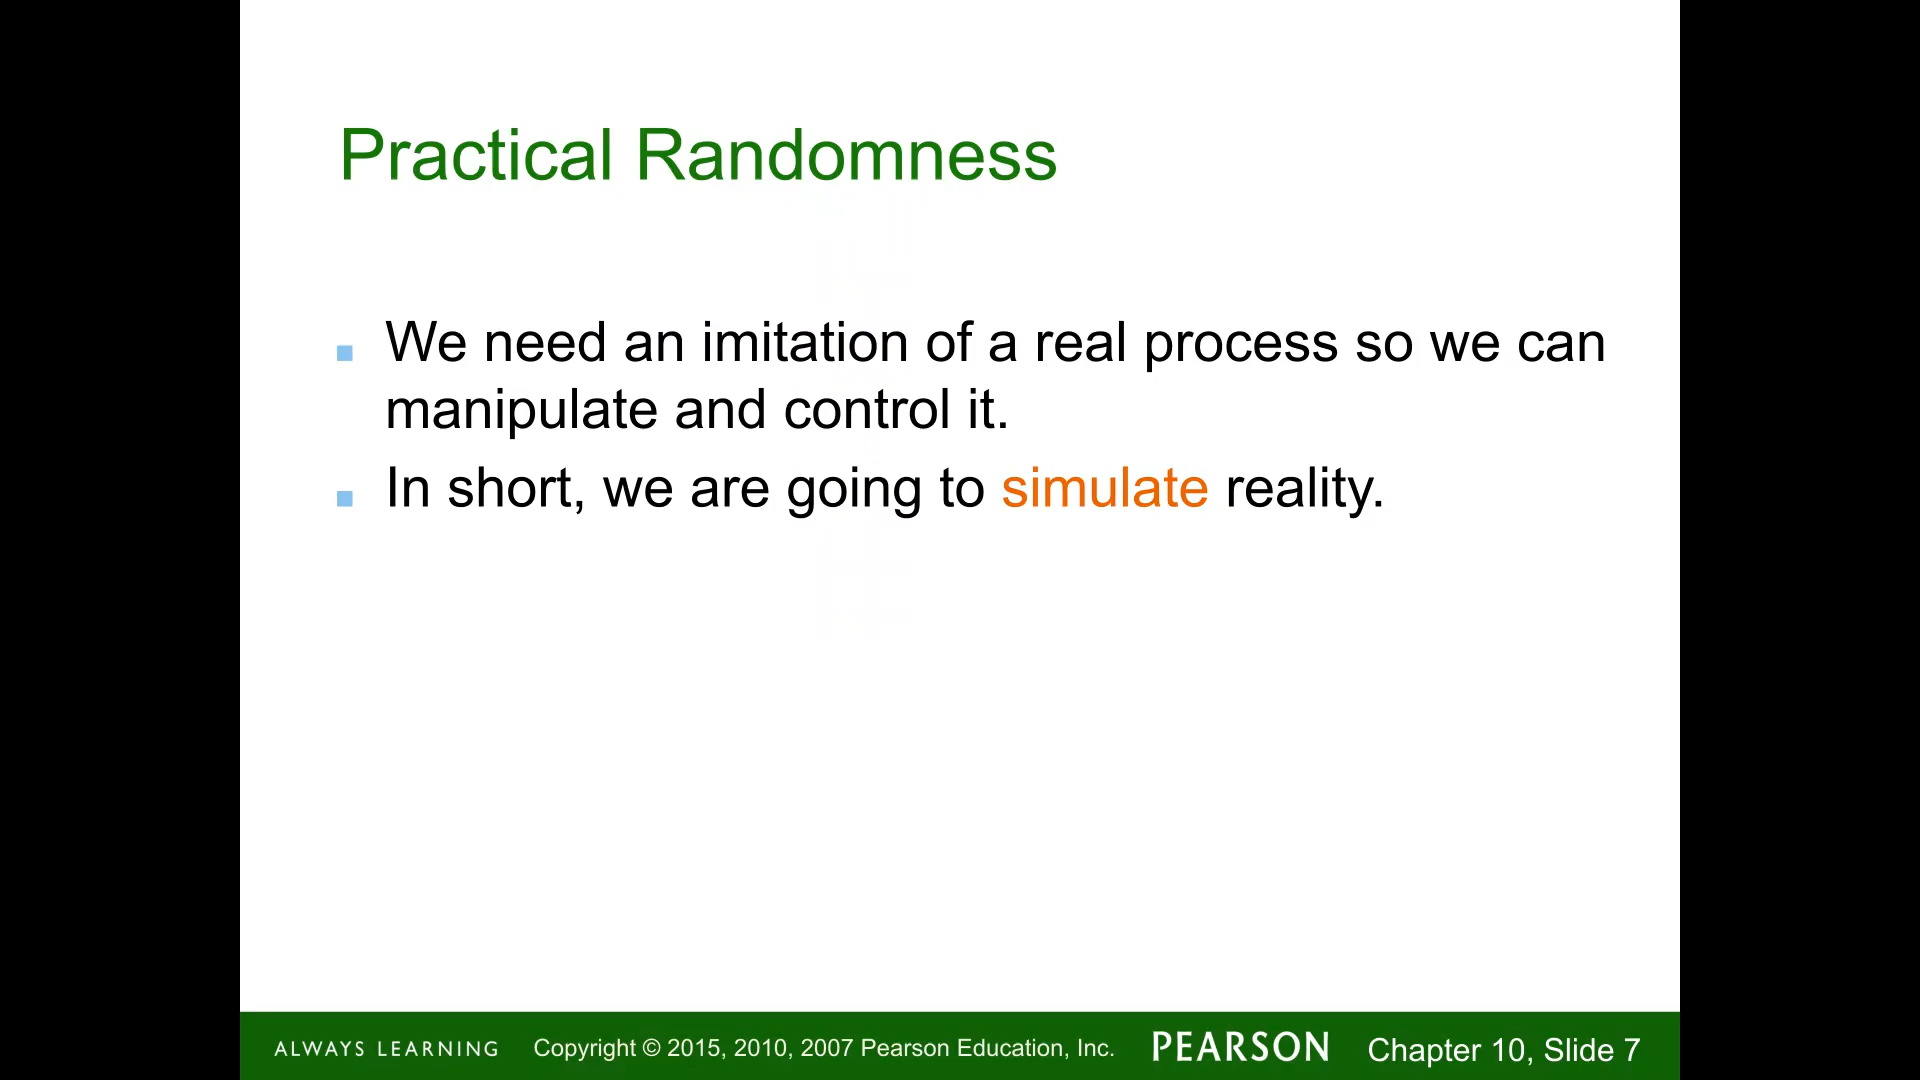 Practical Randomness
We need an imitation of a real process so we can
manipulate and control it.
In short, we are going to simulate reality.
ALWAYS LEARNING Copyright © 2015, 2010, 2007 Pearson Education, Inc. PEARSON Chapter 10, Slide 7